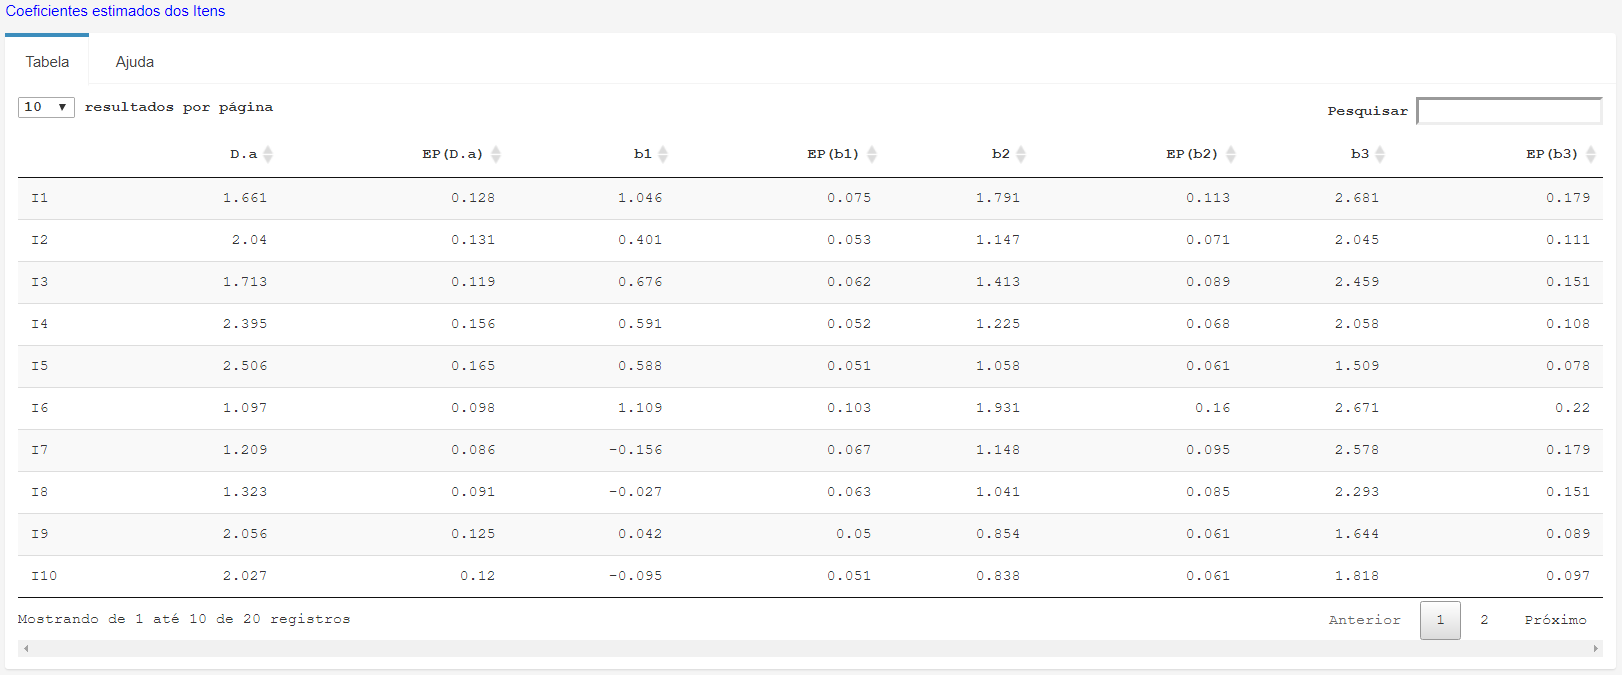 Coeficientes estimados dos Itens
Tabela Ajuda
10 resultados por página Pesquisar
D.a EP(D.a) b1 EP(b1) b2 EP(b2) b3 EP(b3)
I1 1.661 0.128 1.046 0.075 1.791 0.113 2.681 0.179
I2 2.04 0.131 0.401 0.053 1.147 0.071 2.045 0.111
I3 1.713 0.119 0.676 0.062 1.413 0.089 2.459 0.151
I4 2.395 0.156 0.591 0.052 1.225 0.068 2.058 0.108
I5 2.506 0.165 0.588 0.051 1.058 0.061 1.509 0.078
I6 1.097 0.098 1.109 0.103 1.931 0.16 2.671 0.22
I7 1.209 0.086 -0.156 0.067 1.148 0.095 2.578 0.179
I8 1.323 0.091 -0.027 0.063 1.041 0.085 2.293 0.151
I9 2.056 0.125 0.042 0.05 0.854 0.061 1.644 0.089
I10 2.027 0.12 -0.095 0.051 0.838 0.061 1.818 0.097
Mostrando de 1 até 10 de 20 registros Anterior 1 2 Próximo